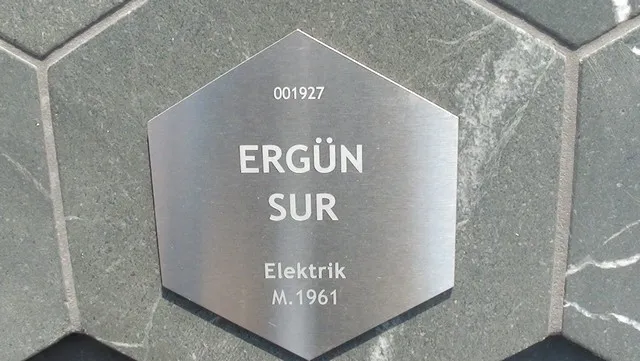 001927
ERGÜN
SUR
Elektrik
M.1961